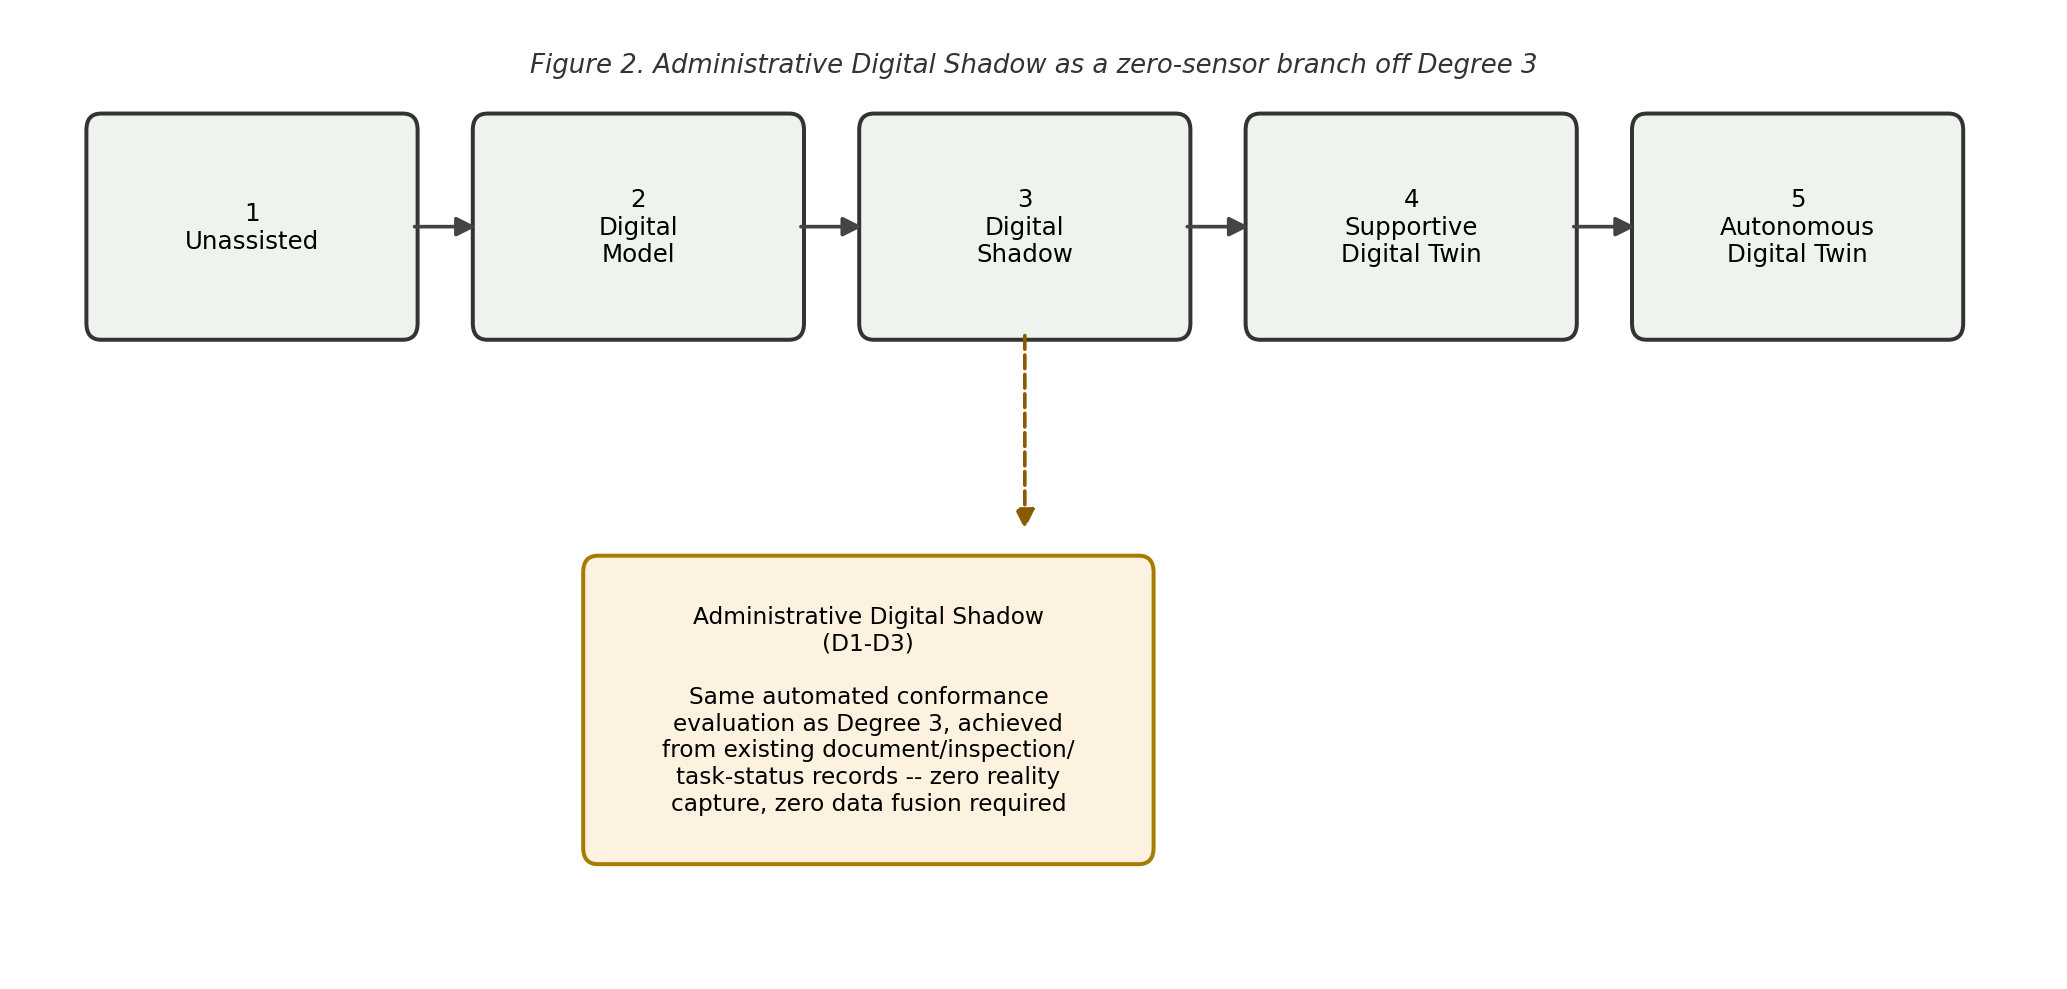 Figure 2. Administrative Digital Shadow as a zero-sensor branch off Degree 3
1
Unassisted
2
Digital
Model
3
Digital
Shadow
4
Supportive
Digital Twin
5
Autonomous
Digital Twin
Administrative Digital Shadow
(D1-D3)
Same automated conformance
evaluation as Degree 3, achieved
from existing document/inspection/
task-status records -- zero reality
capture, zero data fusion required